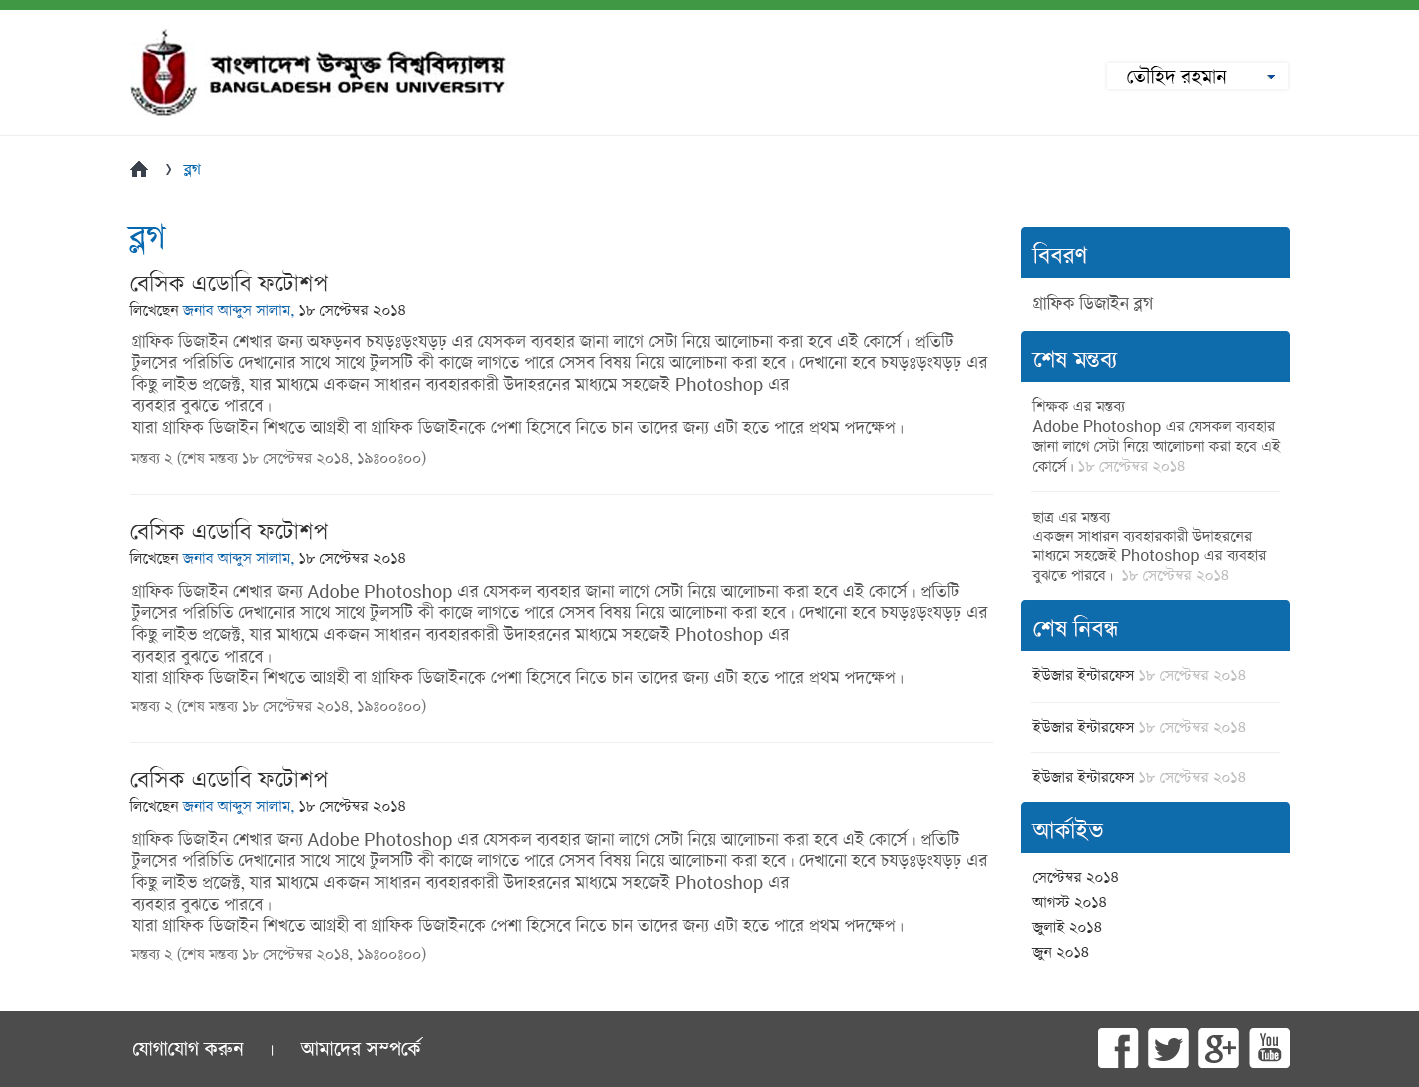 বাংলাদেশ উন্মুক্ত বিশ্ববিদ্যালয়
BANGLADESH OPEN UNIVERSITY
তৌহিদ রহমান
ব্লগ
ব্লগ
বেসিক এডোবি ফটোশপ
লিখেছেন জনাব আব্দুস সালাম, ১৮ সেপ্টেম্বর ২০১৪
গ্রাফিক ডিজাইন শেখার জন্য অফড়নব চযড়ঃড়ংযড়ঢ় এর যেসকল ব্যবহার জানা লাগে সেটা নিয়ে আলোচনা করা হবে এই কোর্সে। প্রতিটি
টুলসের পরিচিতি দেখানোর সাথে সাথে টুলসটি কী কাজে লাগতে পারে সেসব বিষয় নিয়ে আলোচনা করা হবে। দেখানো হবে চযড়ঃড়ংযড়ঢ় এর
কিছু লাইভ প্রজেক্ট, যার মাধ্যমে একজন সাধারন ব্যবহারকারী উদাহরনের মাধ্যমে সহজেই Photoshop এর
ব্যবহার বুঝতে পারবে।
যারা গ্রাফিক ডিজাইন শিখতে আগ্রহী বা গ্রাফিক ডিজাইনকে পেশা হিসেবে নিতে চান তাদের জন্য এটা হতে পারে প্রথম পদক্ষেপ।
মন্তব্য ২ (শেষ মন্তব্য ১৮ সেপ্টেম্বর ২০১৪, ১৯ঃ০০ঃ০০)
বেসিক এডোবি ফটোশপ
লিখেছেন জনাব আব্দুস সালাম, ১৮ সেপ্টেম্বর ২০১৪
গ্রাফিক ডিজাইন শেখার জন্য Adobe Photoshop এর যেসকল ব্যবহার জানা লাগে সেটা নিয়ে আলোচনা করা হবে এই কোর্সে। প্রতিটি
টুলসের পরিচিতি দেখানোর সাথে সাথে টুলসটি কী কাজে লাগতে পারে সেসব বিষয় নিয়ে আলোচনা করা হবে। দেখানো হবে চযড়ঃড়ংযড়ঢ় এর
কিছু লাইভ প্রজেক্ট, যার মাধ্যমে একজন সাধারন ব্যবহারকারী উদাহরনের মাধ্যমে সহজেই Photoshop এর
ব্যবহার বুঝতে পারবে।
যারা গ্রাফিক ডিজাইন শিখতে আগ্রহী বা গ্রাফিক ডিজাইনকে পেশা হিসেবে নিতে চান তাদের জন্য এটা হতে পারে প্রথম পদক্ষেপ।
মন্তব্য ২ (শেষ মন্তব্য ১৮ সেপ্টেম্বর ২০১৪, ১৯ঃ০০ঃ০০)
বেসিক এডোবি ফটোশপ
লিখেছেন জনাব আব্দুস সালাম, ১৮ সেপ্টেম্বর ২০১৪
গ্রাফিক ডিজাইন শেখার জন্য Adobe Photoshop এর যেসকল ব্যবহার জানা লাগে সেটা নিয়ে আলোচনা করা হবে এই কোর্সে। প্রতিটি
টুলসের পরিচিতি দেখানোর সাথে সাথে টুলসটি কী কাজে লাগতে পারে সেসব বিষয় নিয়ে আলোচনা করা হবে। দেখানো হবে চযড়ঃড়ংযড়ঢ় এর
কিছু লাইভ প্রজেক্ট, যার মাধ্যমে একজন সাধারন ব্যবহারকারী উদাহরনের মাধ্যমে সহজেই Photoshop এর
ব্যবহার বুঝতে পারবে।
যারা গ্রাফিক ডিজাইন শিখতে আগ্রহী বা গ্রাফিক ডিজাইনকে পেশা হিসেবে নিতে চান তাদের জন্য এটা হতে পারে প্রথম পদক্ষেপ।
মন্তব্য ২ (শেষ মন্তব্য ১৮ সেপ্টেম্বর ২০১৪, ১৯ঃ০০ঃ০০)
বিবরণ
গ্রাফিক ডিজাইন ব্লগ
শেষ মন্তব্য
শিক্ষক এর মন্তব্য
Adobe Photoshop এর যেসকল ব্যবহার
জানা লাগে সেটা নিয়ে আলোচনা করা হবে এই
কোর্সে। ১৮ সেপ্টেম্বর ২০১৪
ছাত্র এর মন্তব্য
একজন সাধারন ব্যবহারকারী উদাহরনের
মাধ্যমে সহজেই Photoshop এর ব্যবহার
বুঝতে পারবে। ১৮ সেপ্টেম্বর ২০১৪
শেষ নিবন্ধ
ইউজার ইন্টারফেস ১৮ সেপ্টেম্বর ২০১৪
ইউজার ইন্টারফেস ১৮ সেপ্টেম্বর ২০১৪
ইউজার ইন্টারফেস ১৮ সেপ্টেম্বর ২০১৪
আর্কাইভ
সেপ্টেম্বর ২০১৪
আগস্ট ২০১৪
জুলাই ২০১৪
জুন ২০১৪
যোগাযোগ করুন | আমাদের সম্পর্কে
You Tube